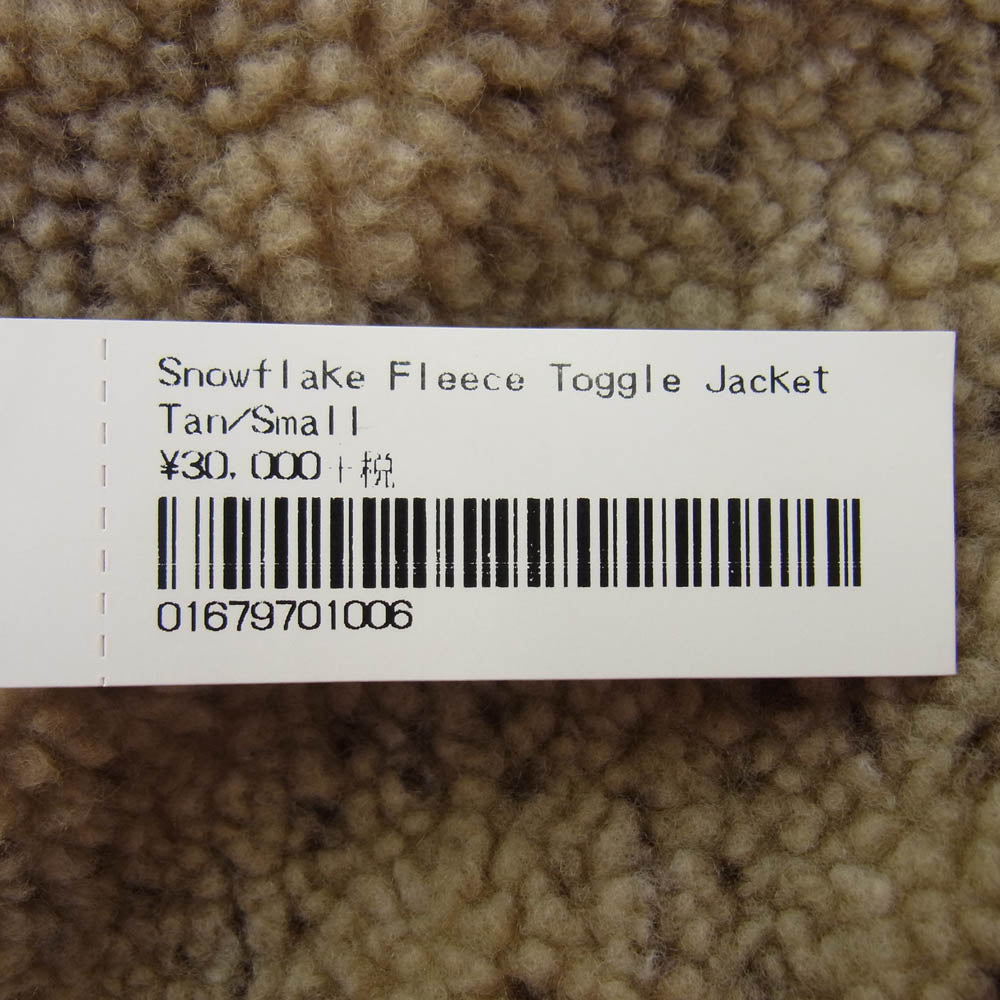 Snowflake Fleece Toggle Jacket
Tan/Small
¥30,000+税
01679701006